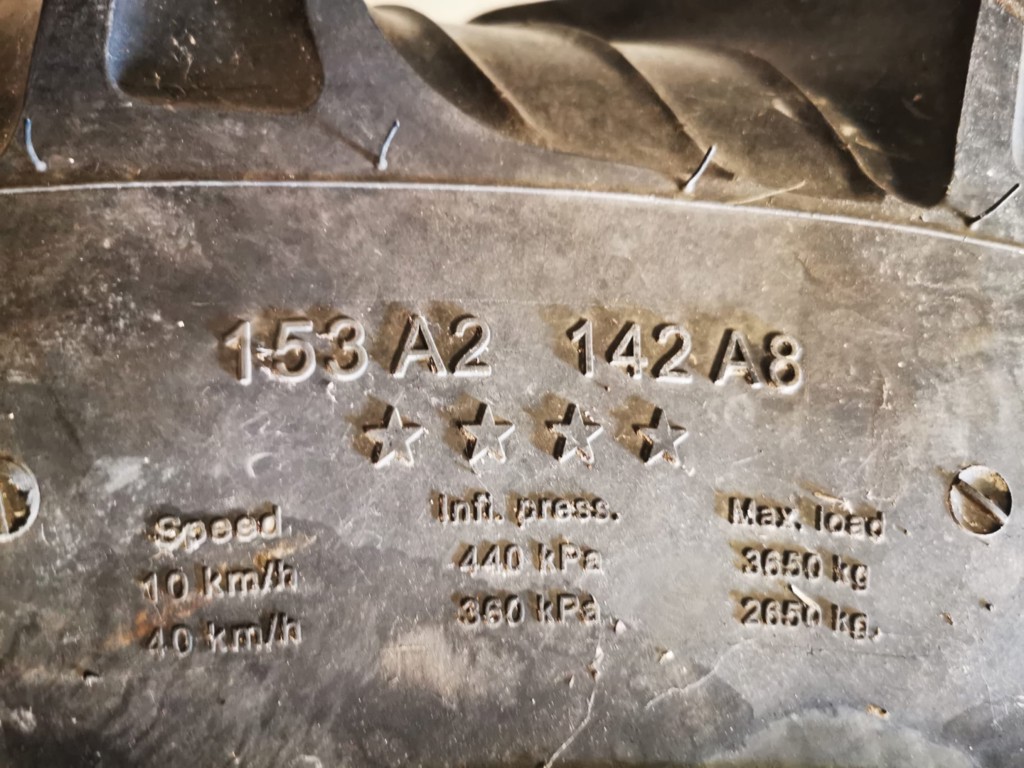 153 A2 142 A8
Speed Infl. press. Max. load
10 km/h 440 kPa 3650 kg
40 km/h 360 kPa 2650 kg.